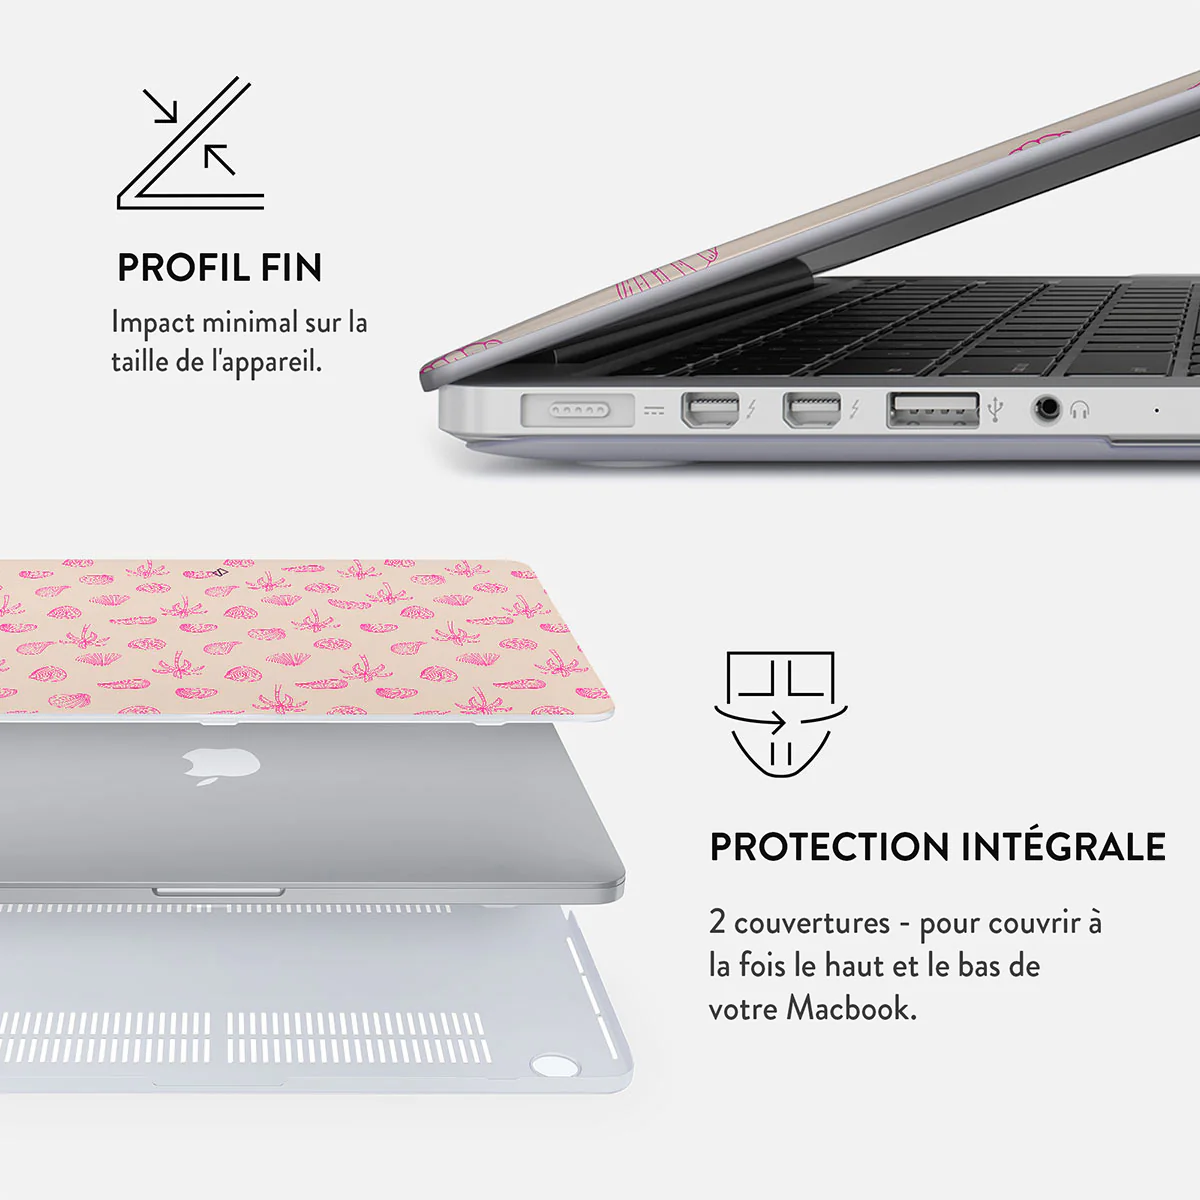 PROFIL FIN
Impact minimal sur la
taille de l'appareil.
PROTECTION INTÉGRALE
2 couvertures - pour couvrir à
la fois le haut et le bas de
votre Macbook.